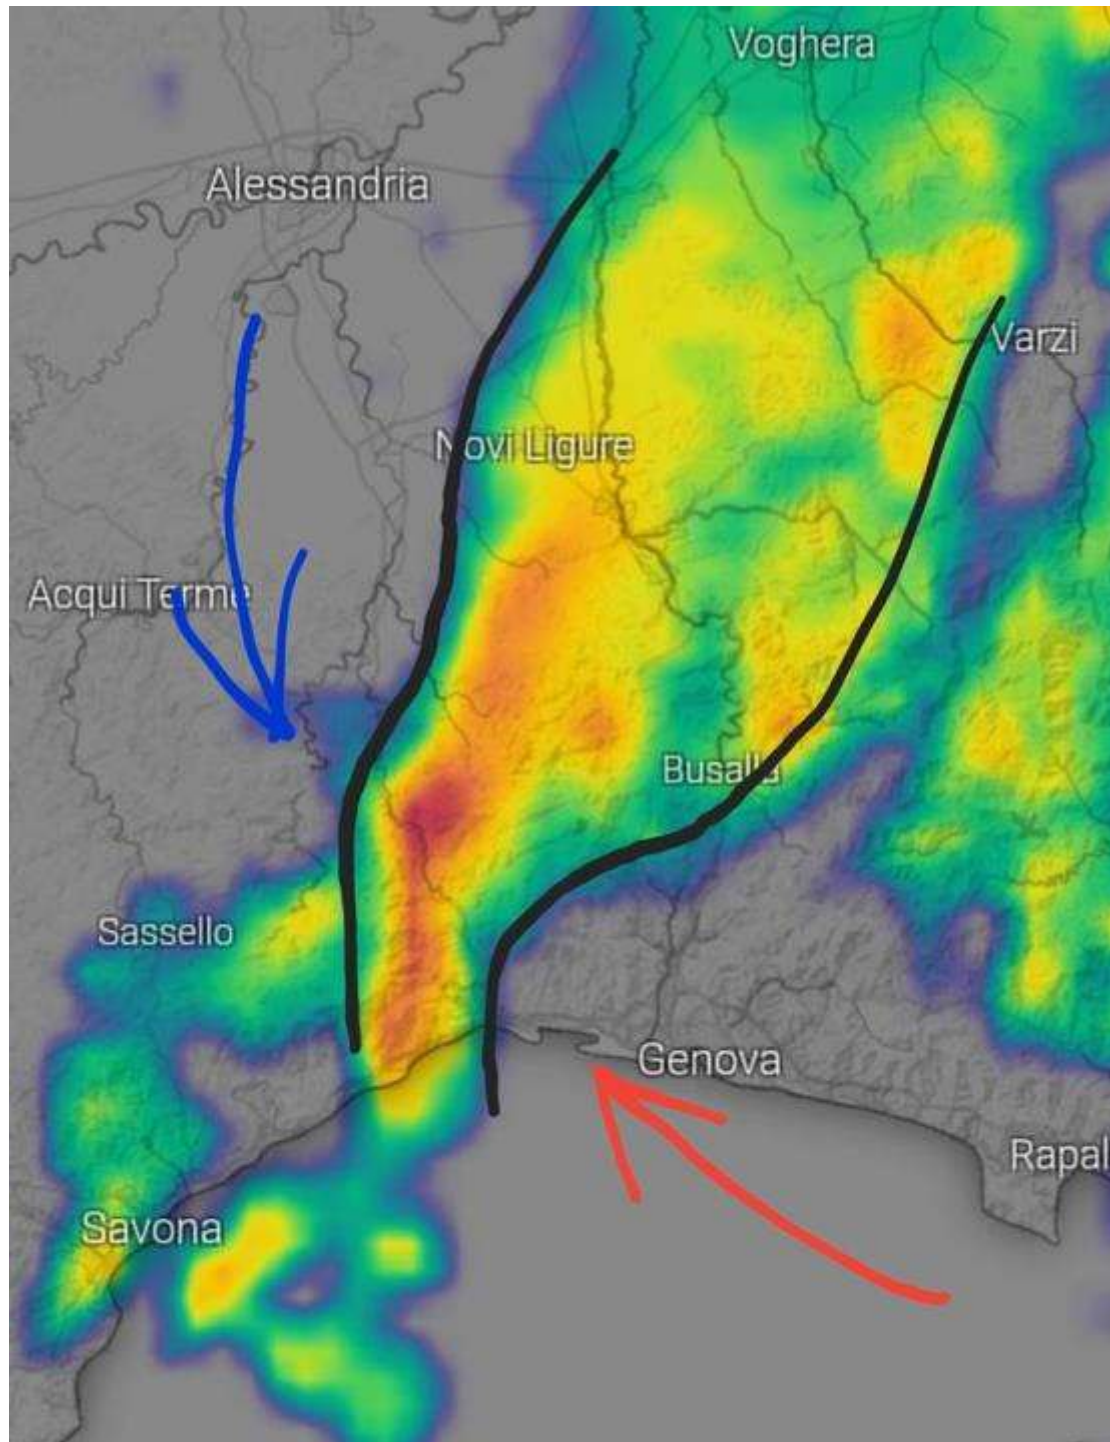 Voghera
Alessandria
Varzi
Novi Ligure
Acqui Terme
Busalla
Sassello
Genova
Rapal
Savona